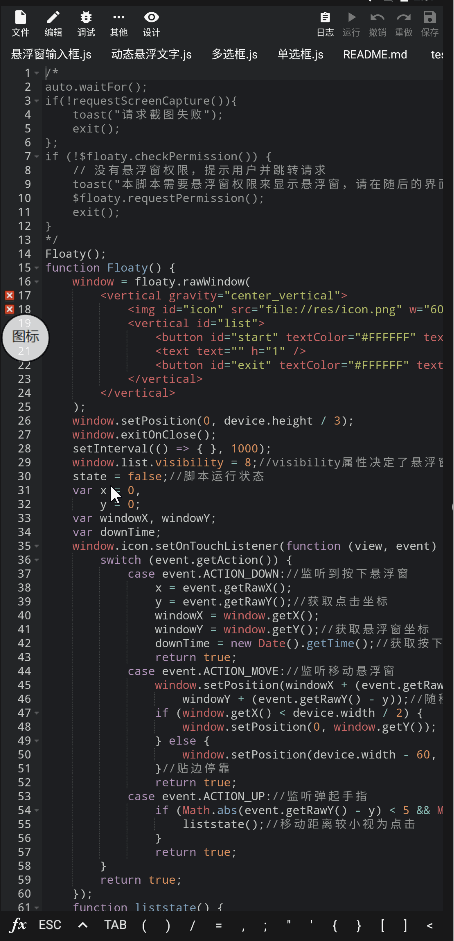 文件 编辑 调试 其他 设计 日志 运行 撤销 重做 保存
悬浮窗输入框.js 动态悬浮文字.js 多选框.js 单选框.js README.md tes
1 /*
2 auto.waitFor();
3 if(!requestScreenCapture()){
4 toast("请求截图失败");
5 exit();
6 };
7 if (!$floaty.checkPermission()) {
8 // 没有悬浮窗权限，提示用户并跳转请求
9 toast("本脚本需要悬浮窗权限来显示悬浮窗，请在随后的界面
10 $floaty.requestPermission();
11 exit();
12 }
13 */
14 Floaty();
15 function Floaty() {
16 window = floaty.rawWindow(
17 <vertical gravity="center_vertical">
18 <img id="icon" src="file://res/icon.png" w="60
<vertical id="list">
图标
<button id="start" textColor="#FFFFFF" tex
21 <text text="" h="1" />
22 <button id="exit" textColor="#FFFFFF" text
23 </vertical>
24 </vertical>
25 );
26 window.setPosition(0, device.height / 3);
27 window.exitOnClose();
28 setInterval(() => { }, 1000);
29 window.list.visibility = 8;//visibility属性决定了悬浮窗
30 state = false;//脚本运行状态
31 var x = 0,
32 y = 0;
33 var windowX, windowY;
34 var downTime;
35 window.icon.setOnTouchListener(function (view, event)
36 switch (event.getAction()) {
37 case event.ACTION_DOWN://监听到按下悬浮窗
38 x = event.getRawX();
39 y = event.getRawY();//获取点击坐标
40 windowX = window.getX();
41 windowY = window.getY();//获取悬浮窗坐标
42 downTime = new Date().getTime();//获取按下
43 return true;
44 case event.ACTION_MOVE://监听移动悬浮窗
45 window.setPosition(windowX + (event.getRaw
46 windowY + (event.getRawY() - y));//随移
47 if (window.getX() < device.width / 2) {
48 window.setPosition(0, window.getY());
49 } else {
50 window.setPosition(device.width - 60,
51 }//贴边停靠
52 return true;
53 case event.ACTION_UP://监听弹起手指
54 if (Math.abs(event.getRawY() - y) < 5 && M
55 liststate();//移动距离较小视为点击
56 }
57 return true;
58 }
59 return true;
60 });
61 function liststate() {
fx ESC ^ TAB ( ) / = , ; " ' { } [ ] <